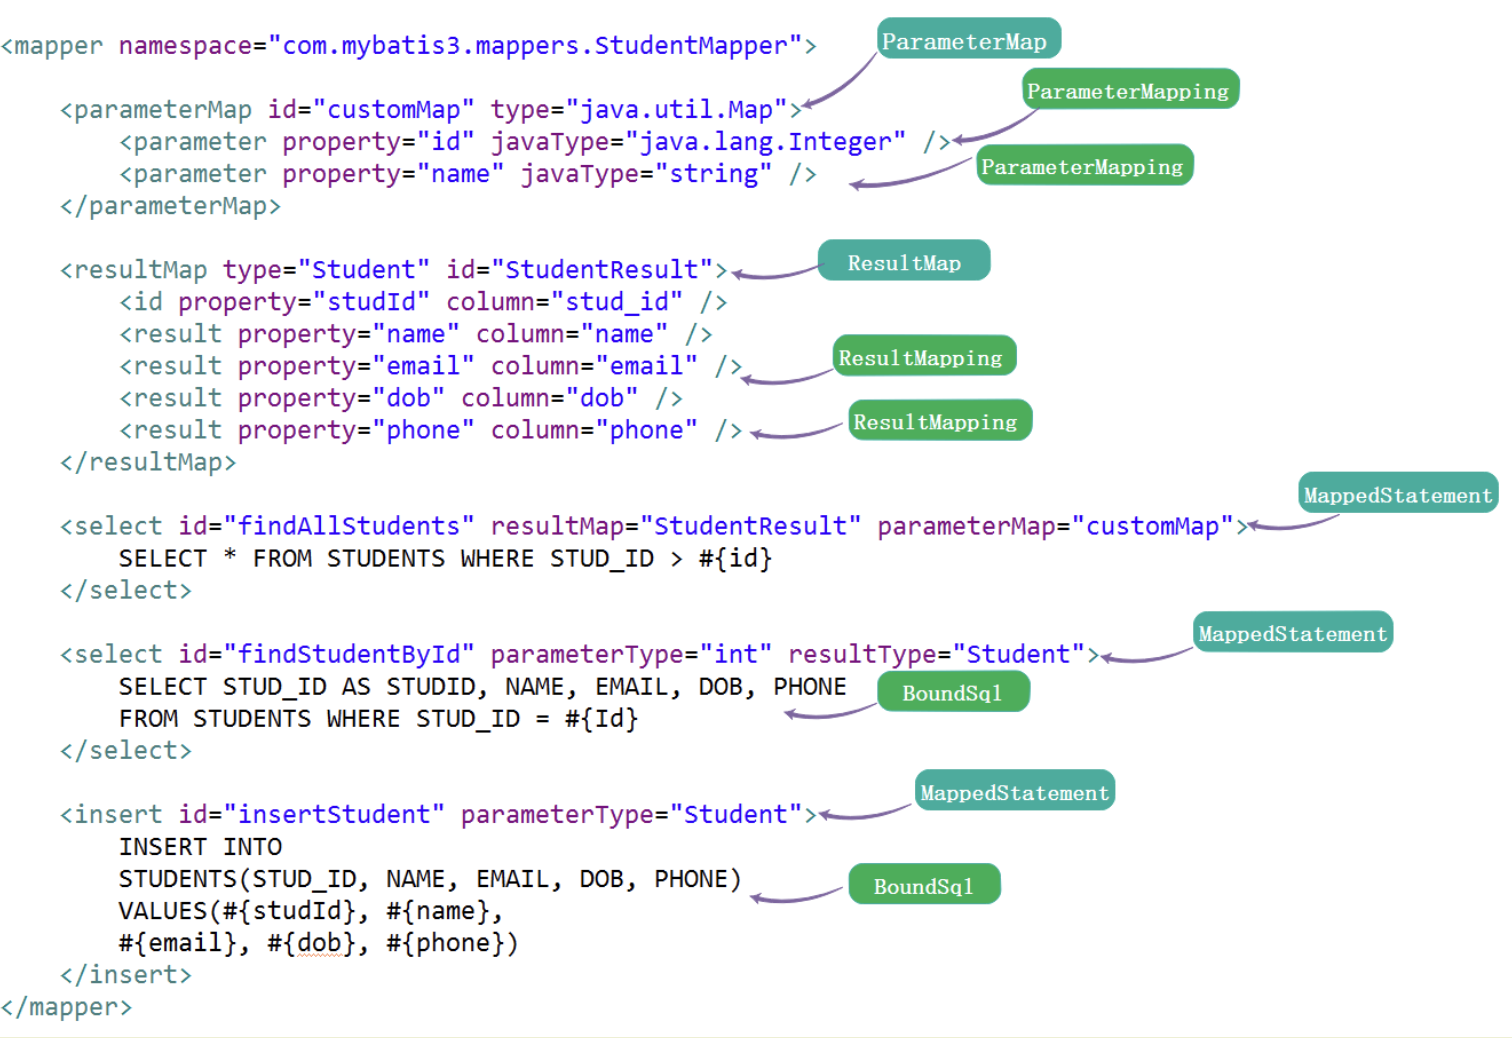 <mapper namespace="com.mybatis3.mappers.StudentMapper">
ParameterMap
<parameterMap id="customMap" type="java.util.Map">
ParameterMapping
<parameter property="id" javaType="java.lang.Integer" />
<parameter property="name" javaType="string" />
ParameterMapping
</parameterMap>
<resultMap type="Student" id="StudentResult">
ResultMap
<id property="studId" column="stud_id" />
<result property="name" column="name" />
<result property="email" column="email" />
ResultMapping
<result property="dob" column="dob" />
<result property="phone" column="phone" />
ResultMapping
</resultMap>
MappedStatement
<select id="findAllStudents" resultMap="StudentResult" parameterMap="customMap">
SELECT * FROM STUDENTS WHERE STUD_ID > #{id}
</select>
MappedStatement
<select id="findStudentById" parameterType="int" resultType="Student">
SELECT STUD_ID AS STUDID, NAME, EMAIL, DOB, PHONE
BoundSql
FROM STUDENTS WHERE STUD_ID = #{Id}
</select>
MappedStatement
<insert id="insertStudent" parameterType="Student">
INSERT INTO
STUDENTS(STUD_ID, NAME, EMAIL, DOB, PHONE)
BoundSql
VALUES(#{studId}, #{name},
#{email}, #{dob}, #{phone})
</insert>
</mapper>